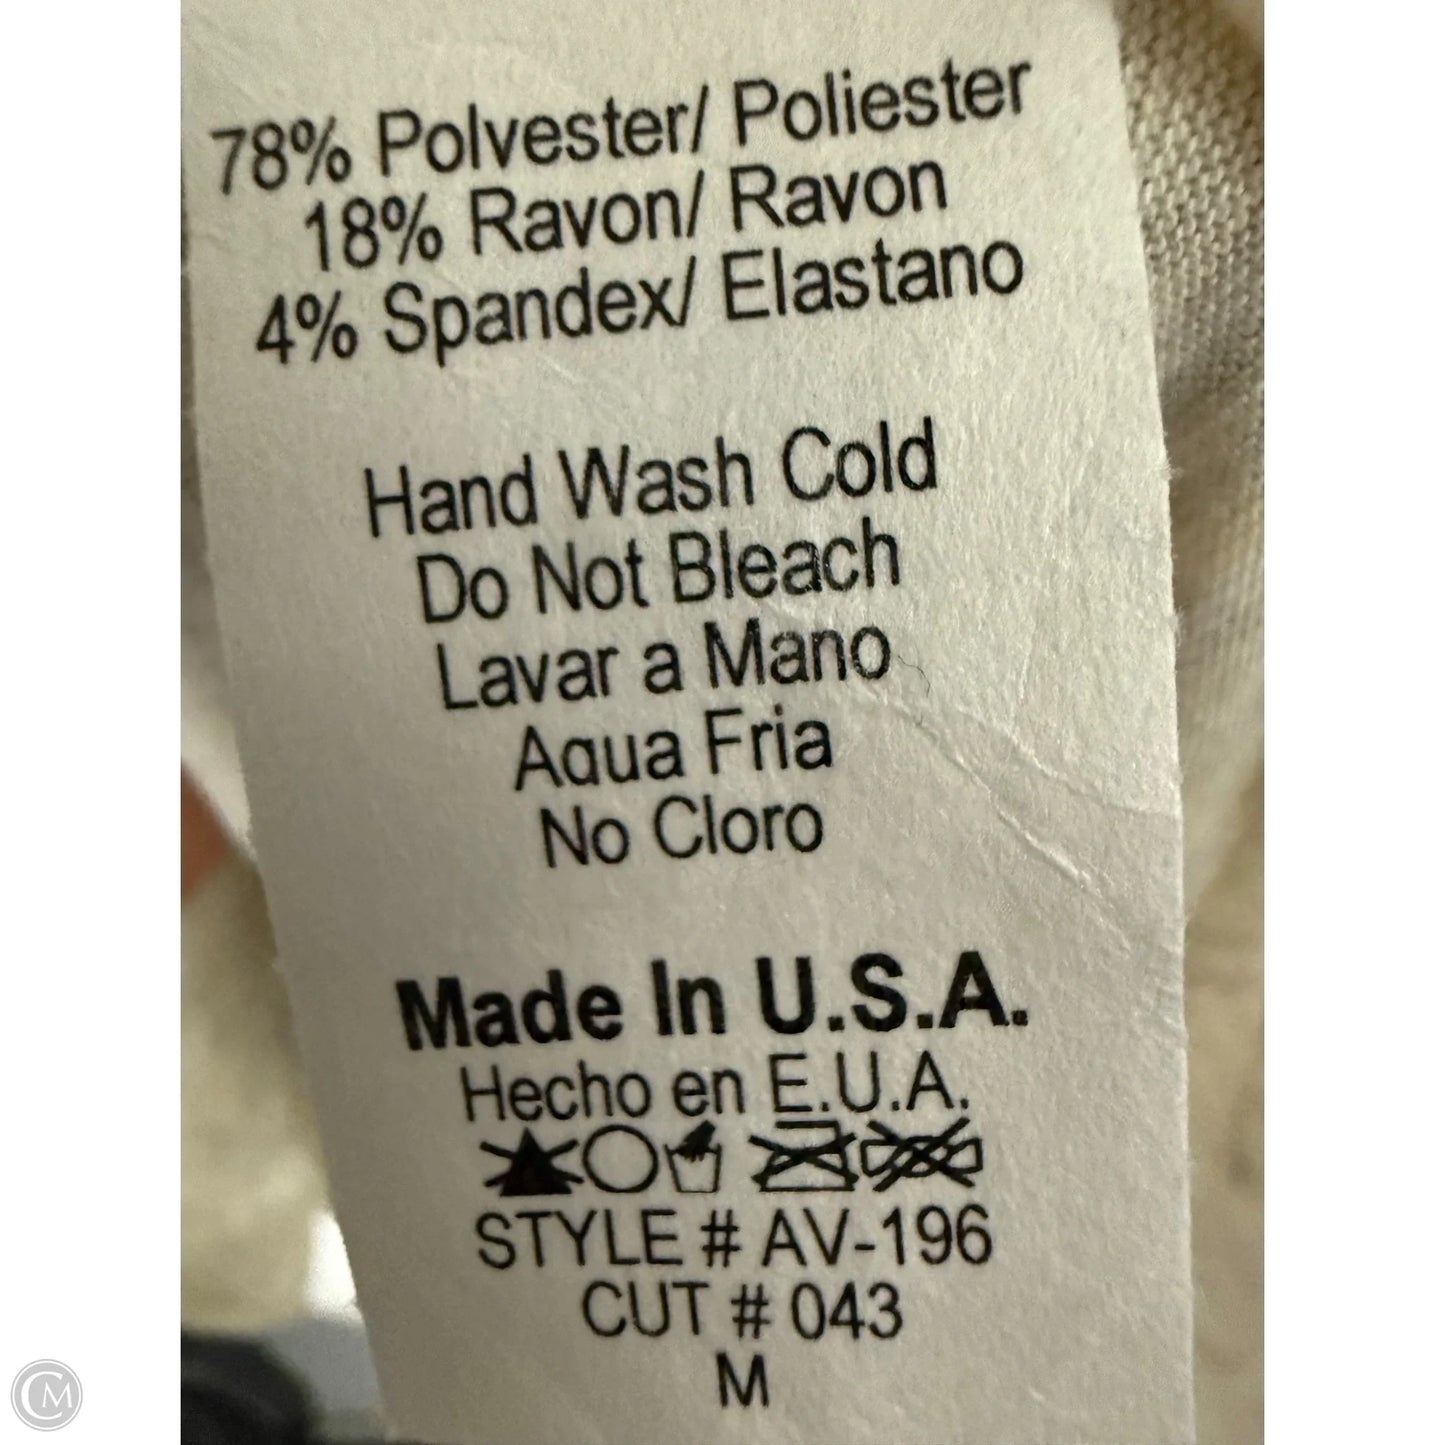 78% Polvester/ Poliester
18% Ravon/ Ravon
4% Spandex/ Elastano
Hand Wash Cold
Do Not Bleach
Lavar a Mano
Aqua Fria
No Cloro
Made In U.S.A.
Hecho en E.U.A.
STYLE # AV-196
CUT # 043
M
CM